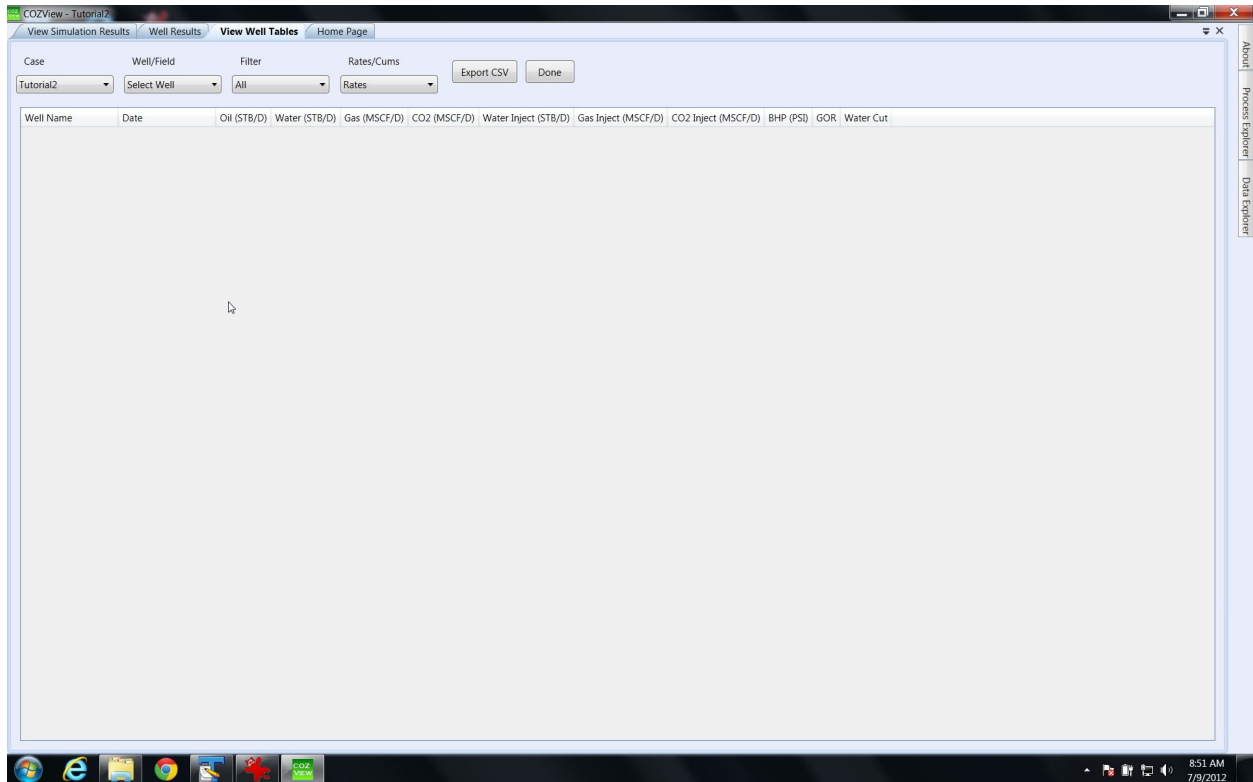 COZView - Tutorial2
View Simulation Results Well Results View Well Tables Home Page
About
Process Explorer
Data Explorer
Case Well/Field Filter Rates/Cums
Tutorial2 Select Well All Rates Export CSV Done
Well Name Date Oil (STB/D) Water (STB/D) Gas (MSCF/D) CO2 (MSCF/D) Water Inject (STB/D) Gas Inject (MSCF/D) CO2 Inject (MSCF/D) BHP (PSI) GOR Water Cut
COZ
VIEW
8:51 AM
7/9/2012